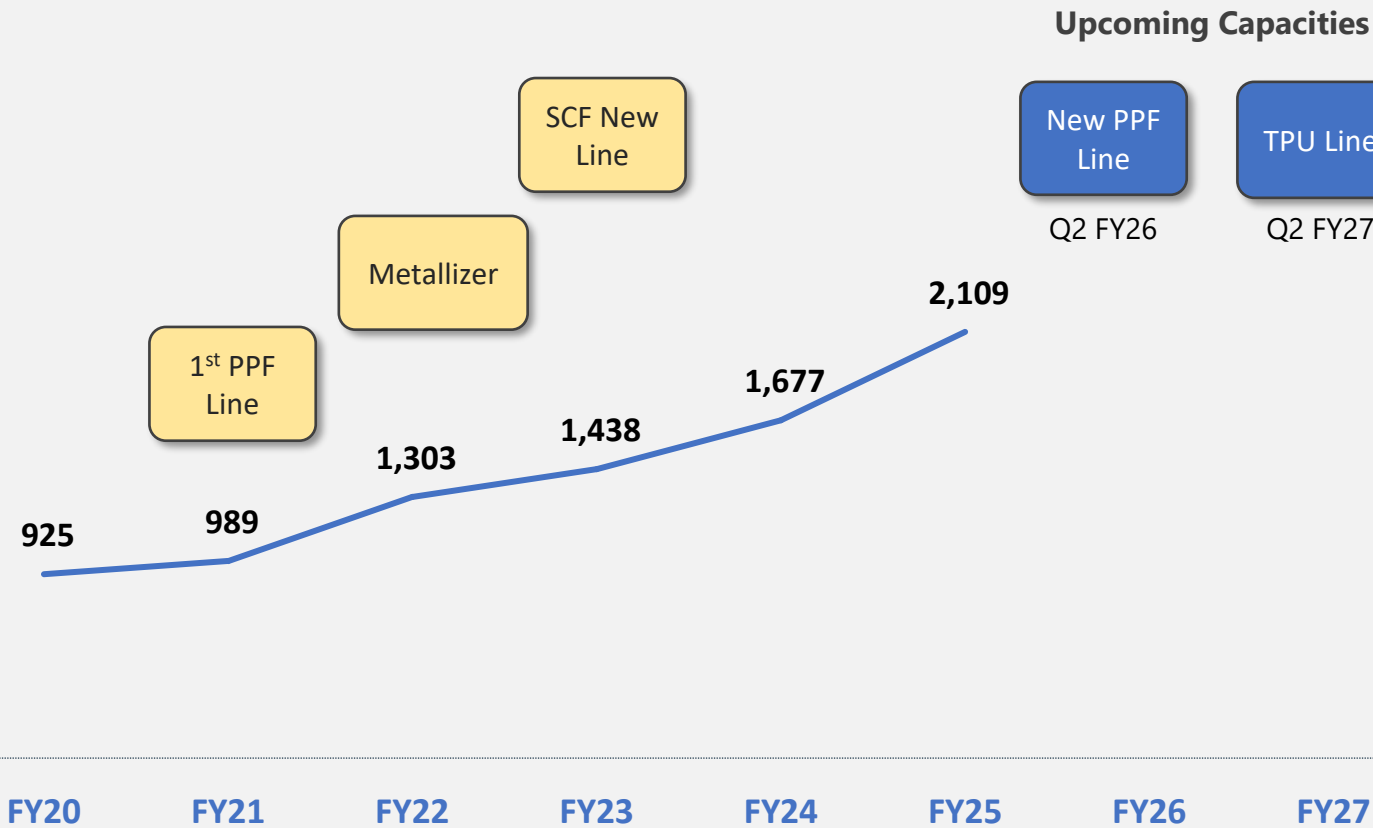 Upcoming Capacities
SCF New
Line
New PPF
Line
TPU Line
Q2 FY26
Q2 FY27
Metallizer
1st PPF
Line
2,109
1,677
1,438
1,303
989
925
FY20 FY21 FY22 FY23 FY24 FY25 FY26 FY27